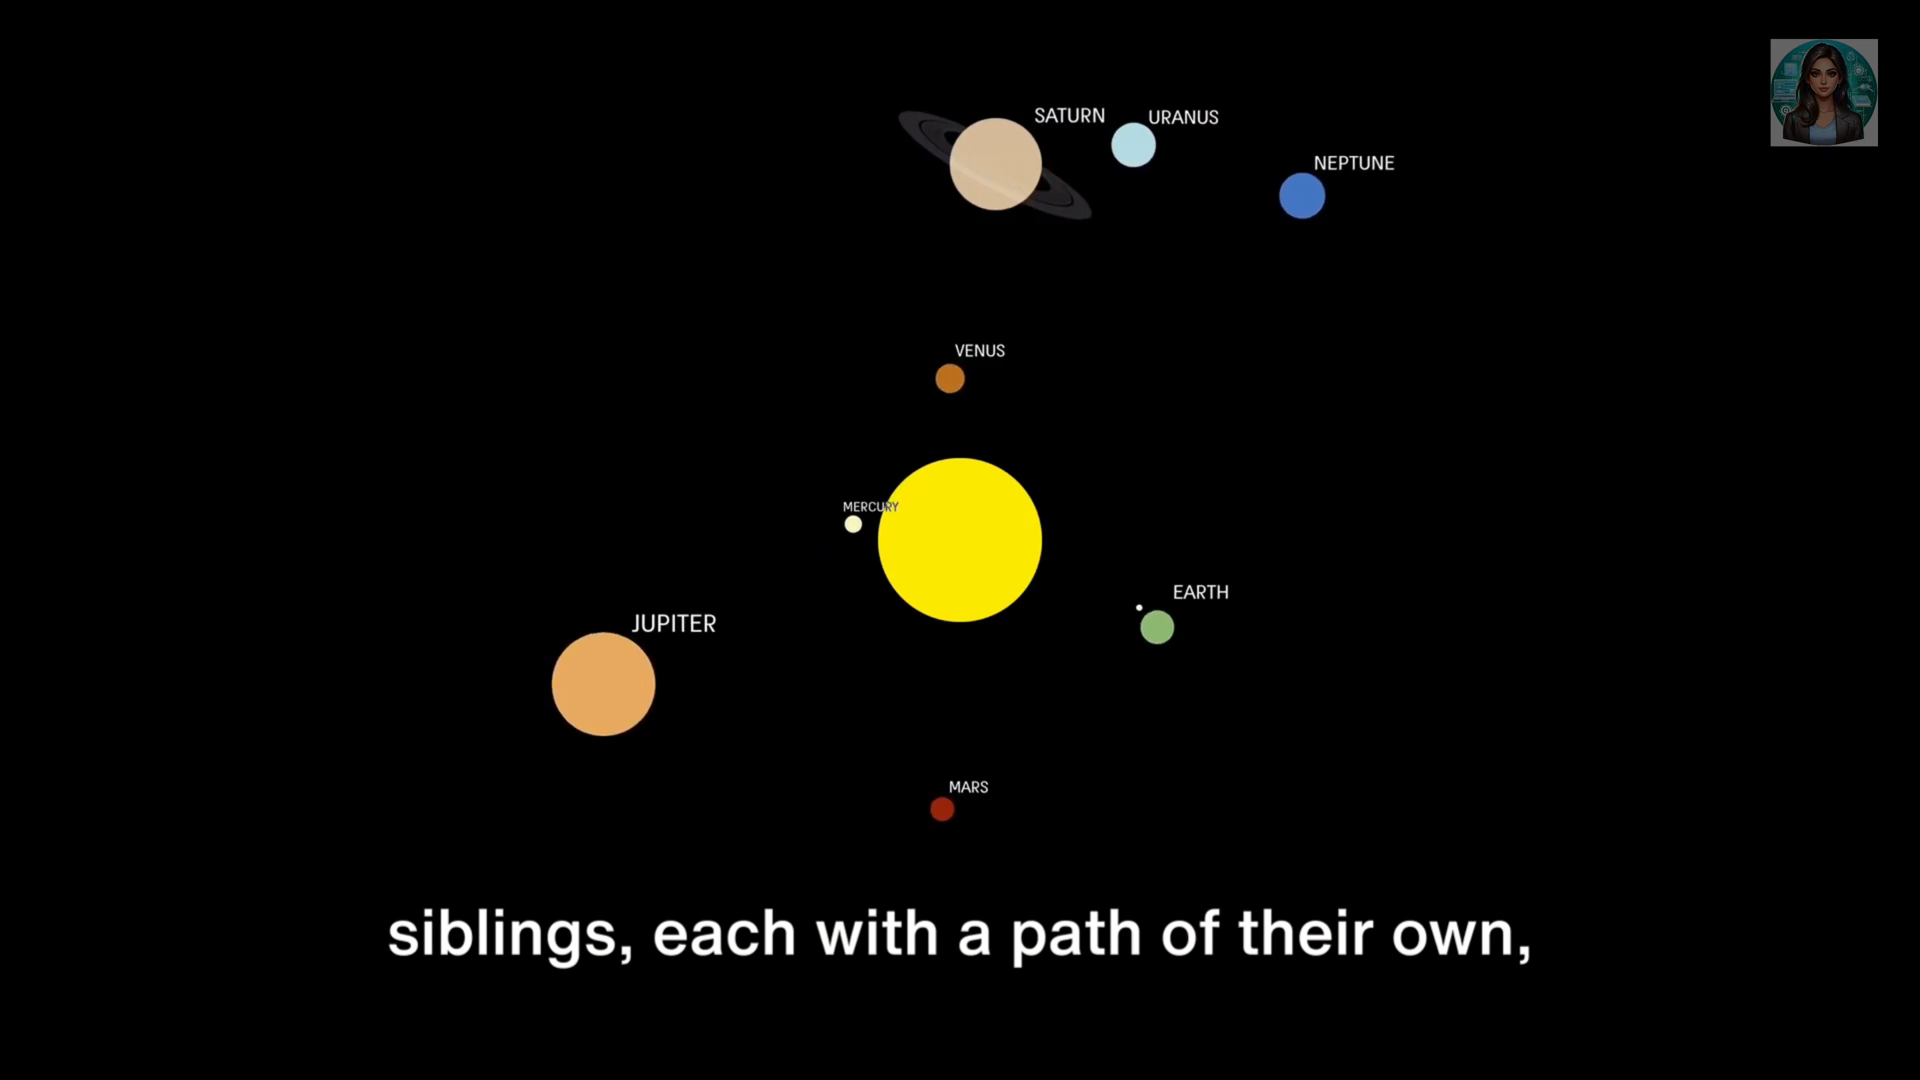 SATURN
URANUS
NEPTUNE
VENUS
MERCURY
EARTH
JUPITER
MARS
siblings, each with a path of their own,